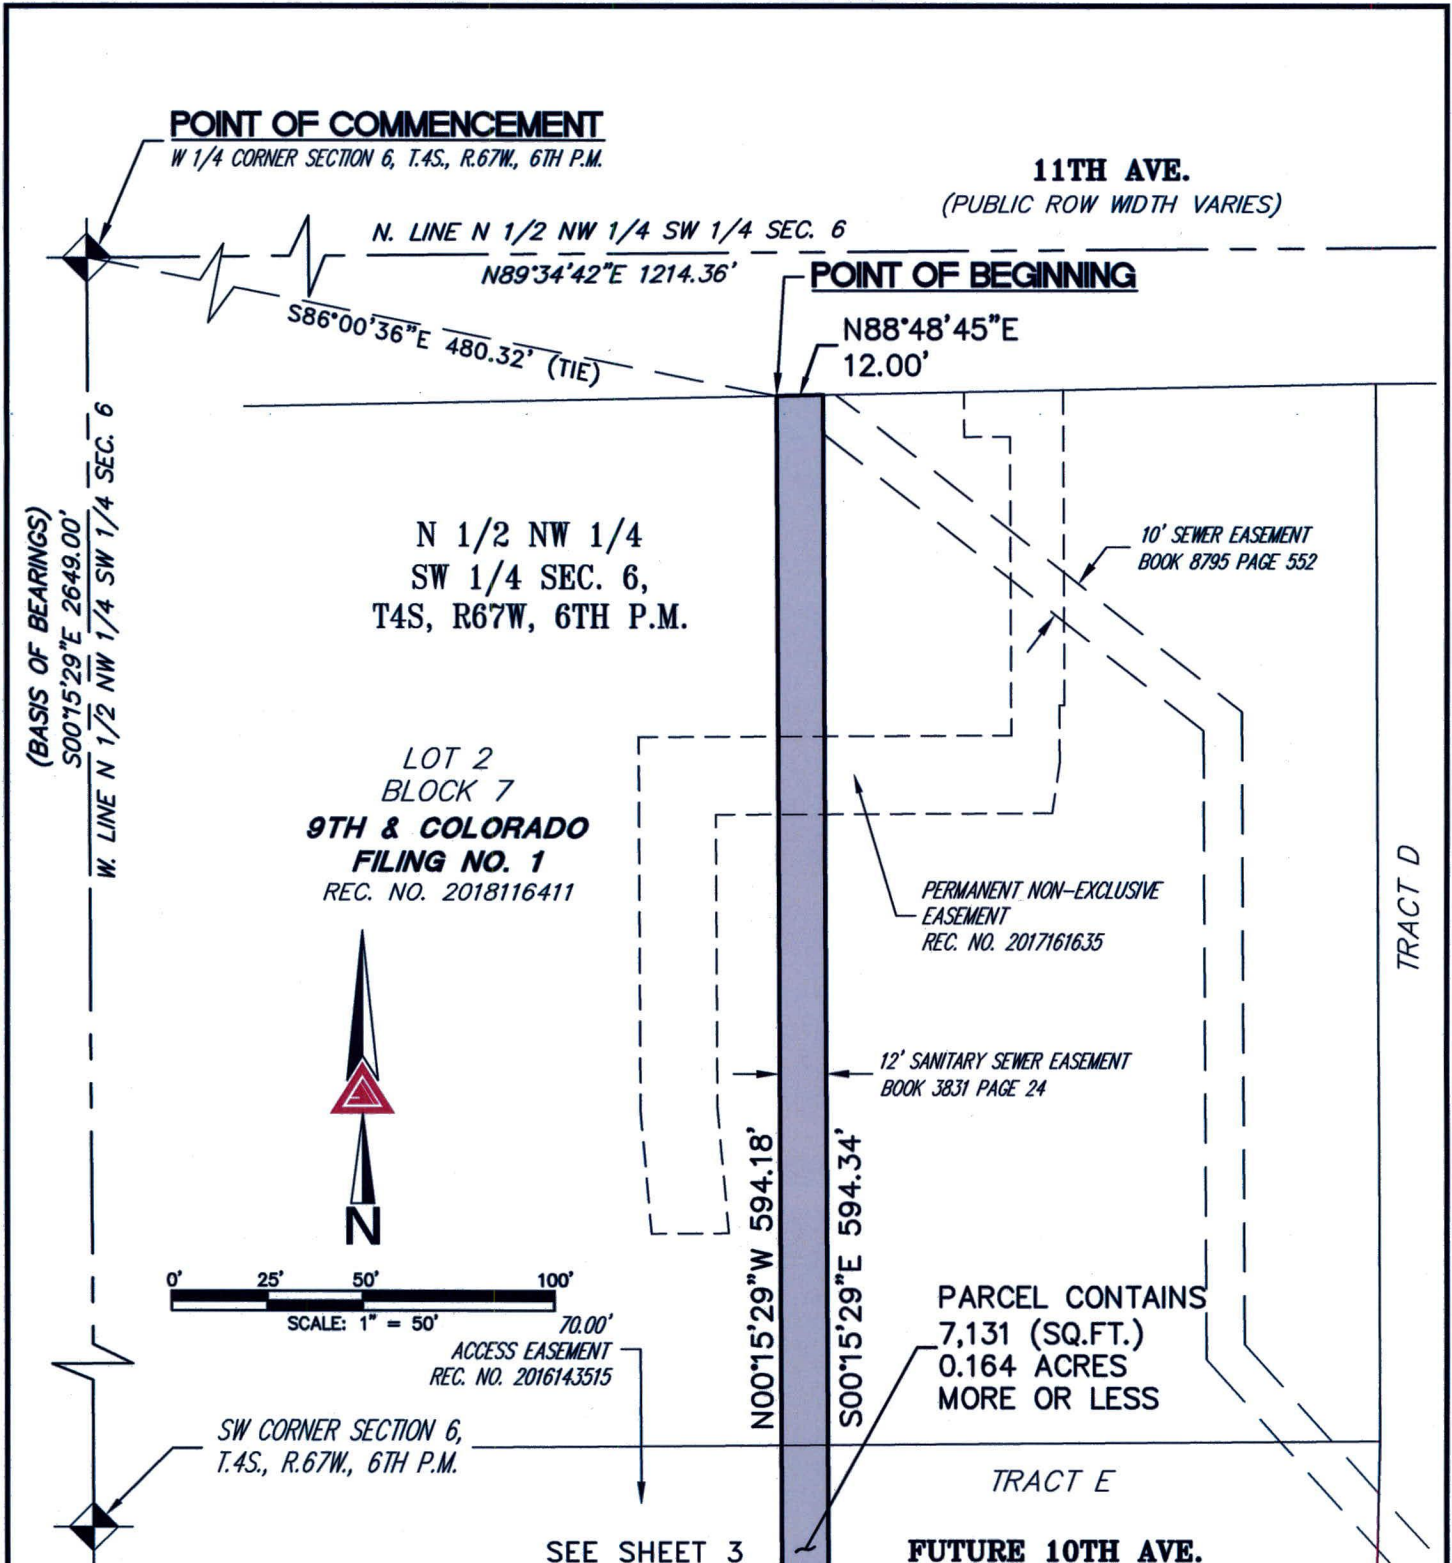 POINT OF COMMENCEMENT
W 1/4 CORNER SECTION 6, T.4S., R.67W., 6TH P.M.
11TH AVE.
(PUBLIC ROW WIDTH VARIES)
N. LINE N 1/2 NW 1/4 SW 1/4 SEC. 6
N89°34'42"E 1214.36'
POINT OF BEGINNING
S86°00'36"E 480.32' (TIE)
N88°48'45"E
12.00'
(BASIS OF BEARINGS)
S00°15'29"E 2649.00'
W. LINE N 1/2 NW 1/4 SW 1/4 SEC. 6
N 1/2 NW 1/4
SW 1/4 SEC. 6,
T4S, R67W, 6TH P.M.
10' SEWER EASEMENT
BOOK 8795 PAGE 552
LOT 2
BLOCK 7
9TH & COLORADO
FILING NO. 1
REC. NO. 2018116411
PERMANENT NON-EXCLUSIVE
EASEMENT
REC. NO. 2017161635
TRACT D
12' SANITARY SEWER EASEMENT
BOOK 3831 PAGE 24
N
N00°15'29"W 594.18'
S00°15'29"E 594.34'
0' 25' 50' 100'
SCALE: 1" = 50'
70.00'
ACCESS EASEMENT
REC. NO. 2016143515
PARCEL CONTAINS
7,131 (SQ.FT.)
0.164 ACRES
MORE OR LESS
SW CORNER SECTION 6,
T.4S., R.67W., 6TH P.M.
TRACT E
SEE SHEET 3
FUTURE 10TH AVE.